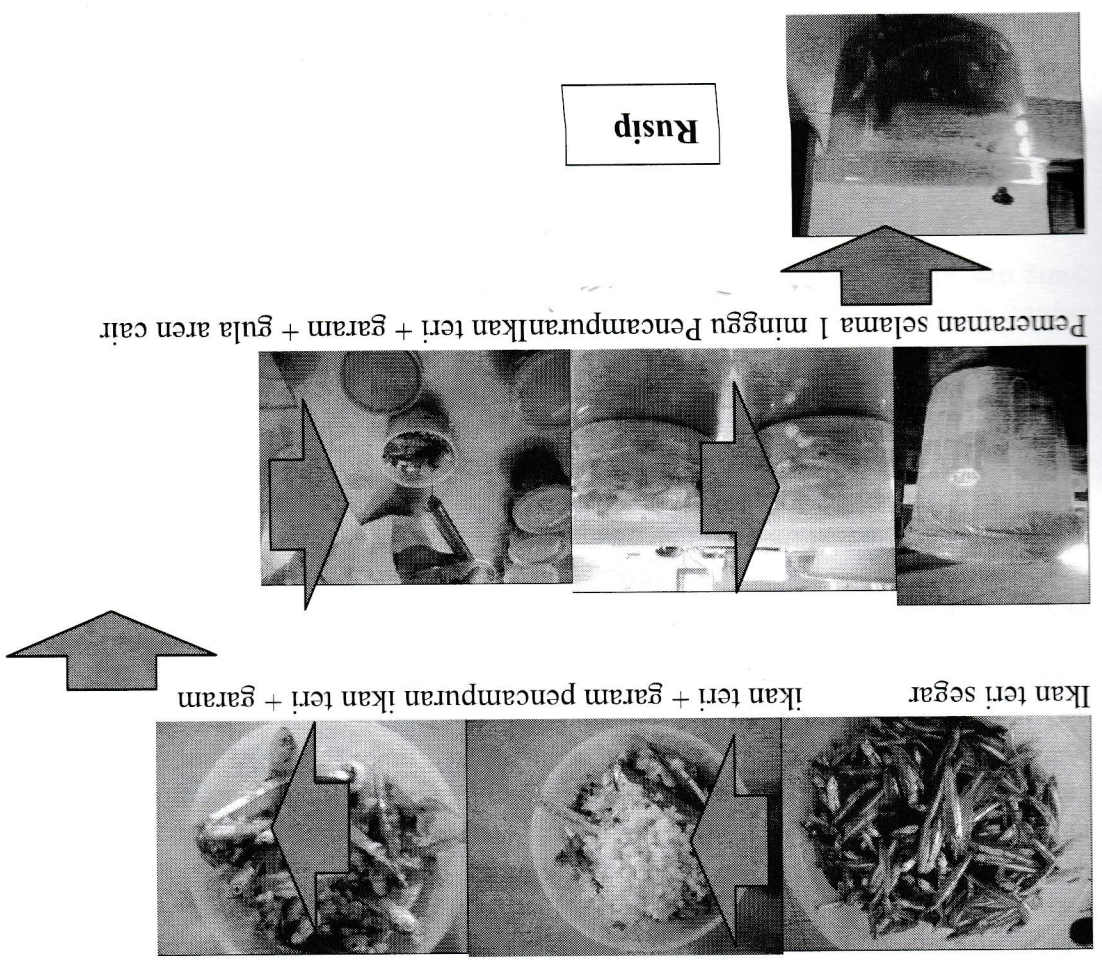 Ikan teri segar
ikan teri + garam pencampuran ikan teri + garam
Pemeraman selama 1 minggu PencampuranIkan teri + garam + gula aren cair
Rusip